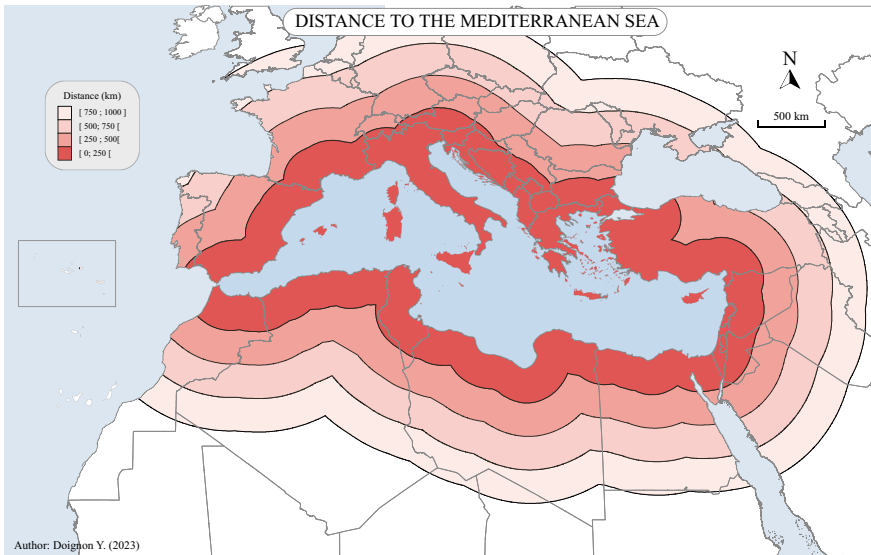 DISTANCE TO THE MEDITERRANEAN SEA
N
500 km
Distance (km)
[ 750 ; 1000 ]
[ 500; 750 [
[ 250 ; 500[
[ 0; 250 [
Author: Doignon Y. (2023)